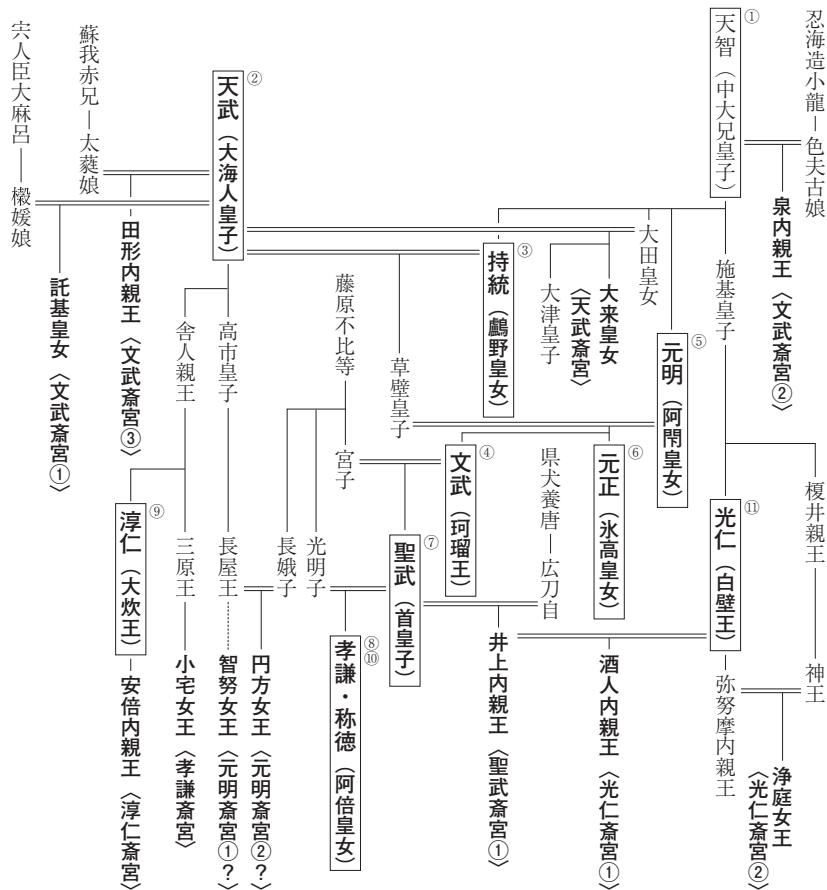 忍海造小龍－色夫古娘
① 天智（中大兄皇子）
泉内親王〈文武斎宮②〉
施基皇子
榎井親王
神王
⑪ 光仁（白壁王）
弥努摩内親王
浄庭女王〈光仁斎宮②〉
⑤ 元明（阿閇皇女）
大田皇女
大来皇女〈天武斎宮〉
大津皇子
③ 持統（鸕野皇女）
⑥ 元正（氷高皇女）
酒人内親王〈光仁斎宮①〉
県犬養唐－広刀自
④ 文武（珂瑠王）
井上内親王〈聖武斎宮①〉
草壁皇子
藤原不比等
宮子
⑦ 聖武（首皇子）
光明子
長娥子
⑧⑩ 孝謙・称徳（阿倍皇女）
② 天武（大海人皇子）
高市皇子
長屋王
円方女王〈元明斎宮②？〉
智努女王〈元明斎宮①？〉
舎人親王
三原王
小宅女王〈孝謙斎宮〉
⑨ 淳仁（大炊王）
安倍内親王〈淳仁斎宮〉
蘇我赤兄－太蕤娘
田形内親王〈文武斎宮③〉
宍人臣大麻呂－㯮媛娘
託基皇女〈文武斎宮①〉